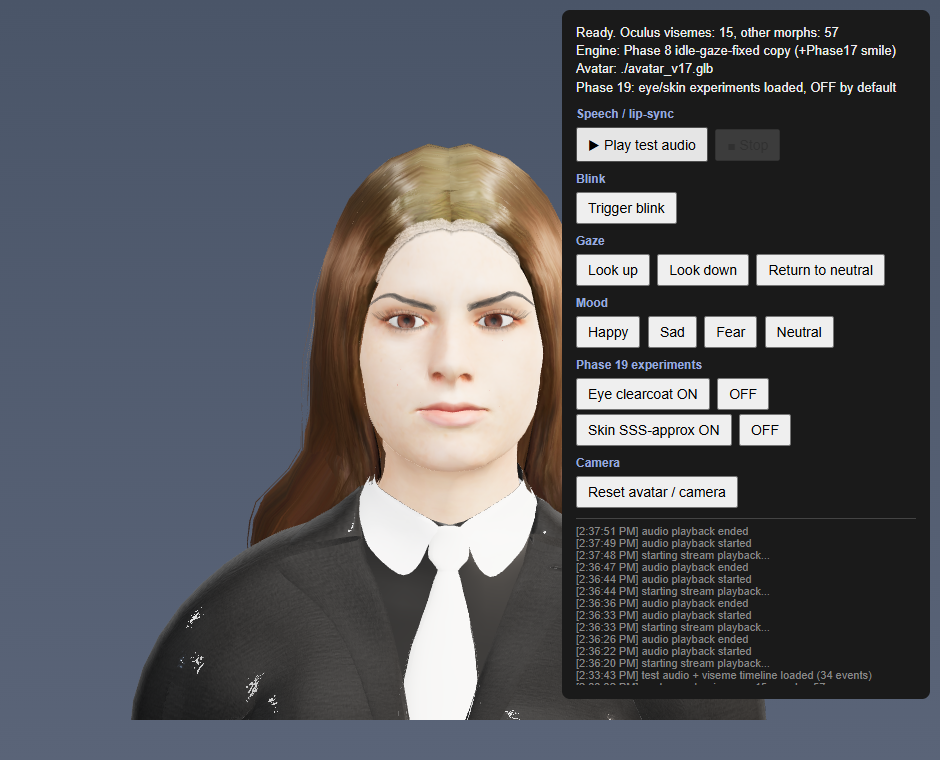 Ready. Oculus visemes: 15, other morphs: 57
Engine: Phase 8 idle-gaze-fixed copy (+Phase17 smile)
Avatar: ./avatar_v17.glb
Phase 19: eye/skin experiments loaded, OFF by default
Speech / lip-sync
▶ Play test audio ■ Stop
Blink
Trigger blink
Gaze
Look up Look down Return to neutral
Mood
Happy Sad Fear Neutral
Phase 19 experiments
Eye clearcoat ON OFF
Skin SSS-approx ON OFF
Camera
Reset avatar / camera
[2:37:51 PM] audio playback ended
[2:37:49 PM] audio playback started
[2:37:48 PM] starting stream playback...
[2:36:47 PM] audio playback ended
[2:36:44 PM] audio playback started
[2:36:44 PM] starting stream playback...
[2:36:36 PM] audio playback ended
[2:36:33 PM] audio playback started
[2:36:33 PM] starting stream playback...
[2:36:26 PM] audio playback ended
[2:36:22 PM] audio playback started
[2:36:20 PM] starting stream playback...
[2:33:43 PM] test audio + viseme timeline loaded (34 events)